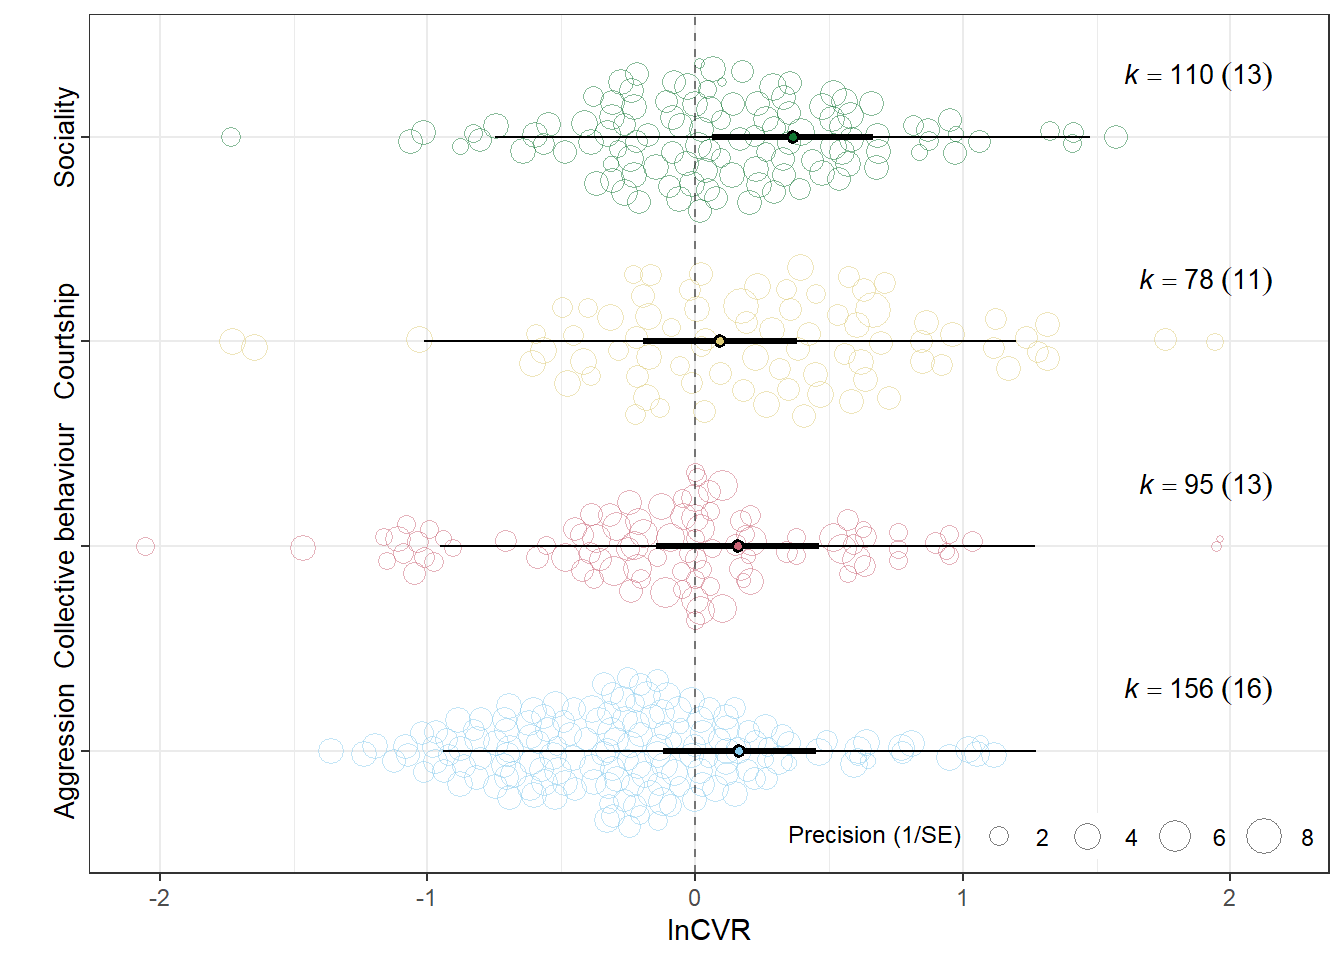 Sociality
k = 110 (13)
Courtship
k = 78 (11)
Collective behaviour
k = 95 (13)
Aggression
k = 156 (16)
Precision (1/SE) 2 4 6 8
-2 -1 0 1 2
lnCVR